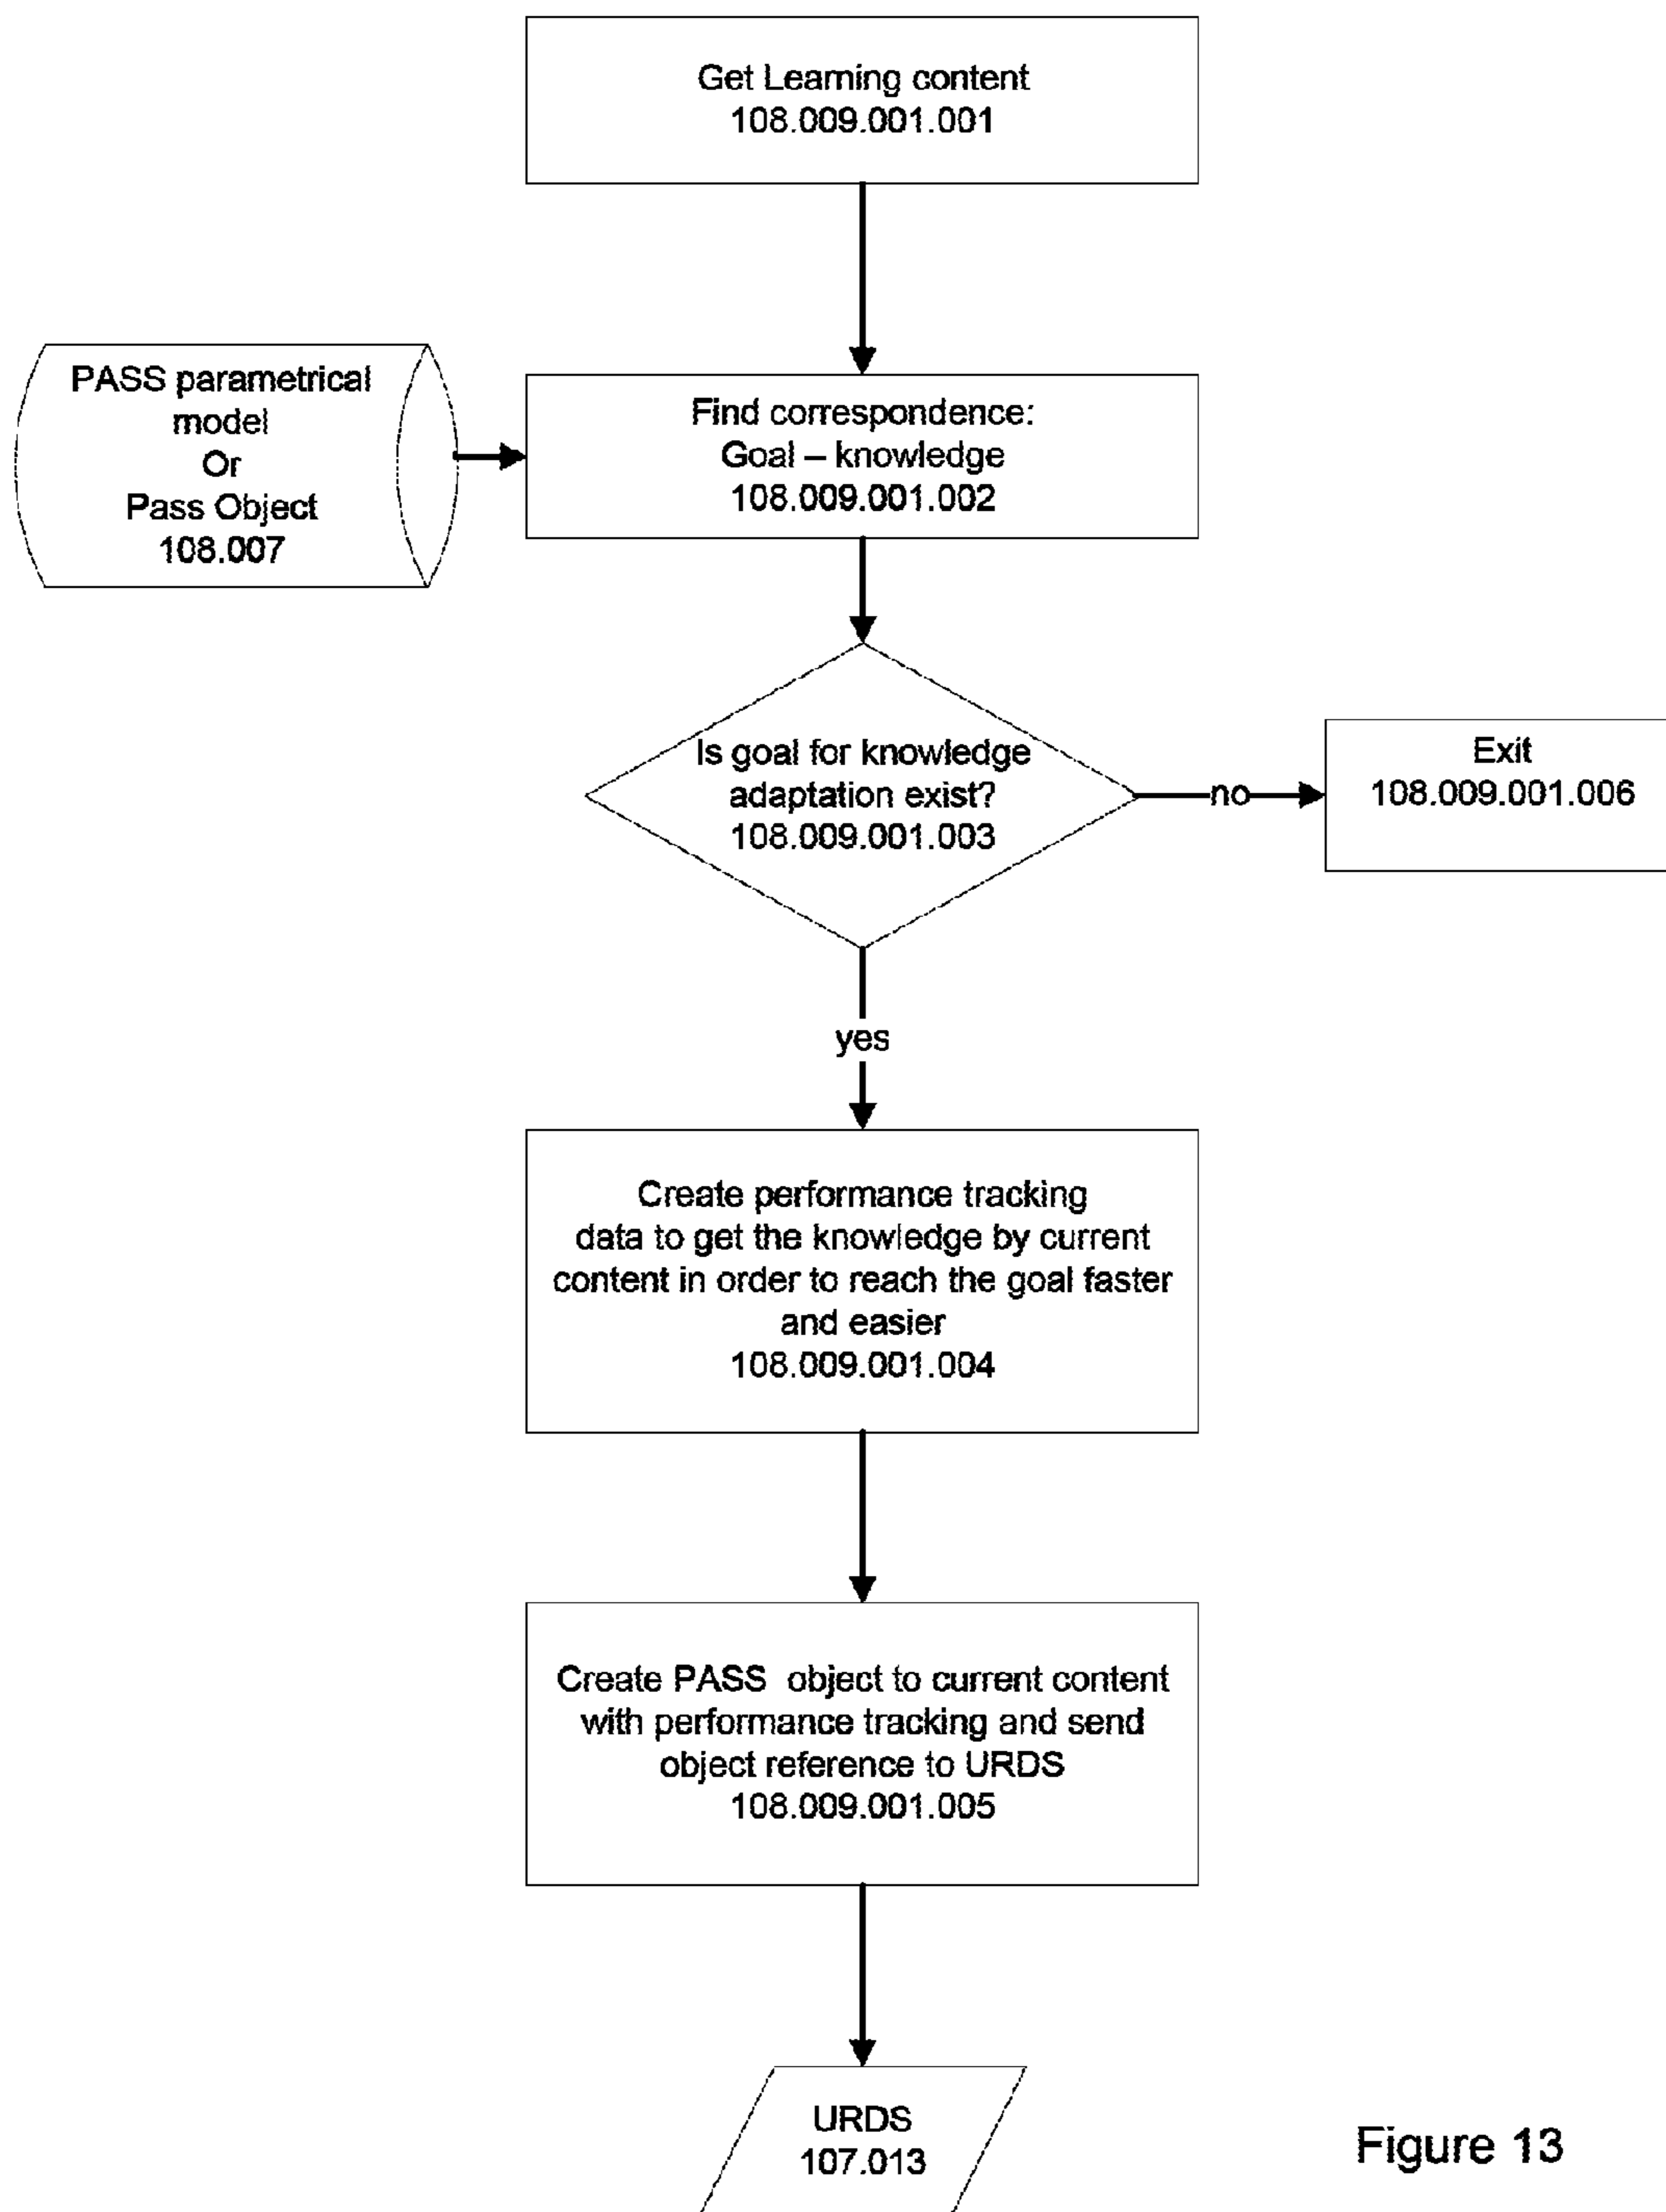 Get Learning content
108.009.001.001
PASS parametrical
model
Or
Pass Object
108.007
Find correspondence:
Goal – knowledge
108.009.001.002
Is goal for knowledge
adaptation exist?
108.009.001.003
no
Exit
108.009.001.006
yes
Create performance tracking
data to get the knowledge by current
content in order to reach the goal faster
and easier
108.009.001.004
Create PASS object to current content
with performance tracking and send
object reference to URDS
108.009.001.005
URDS
107.013
Figure 13